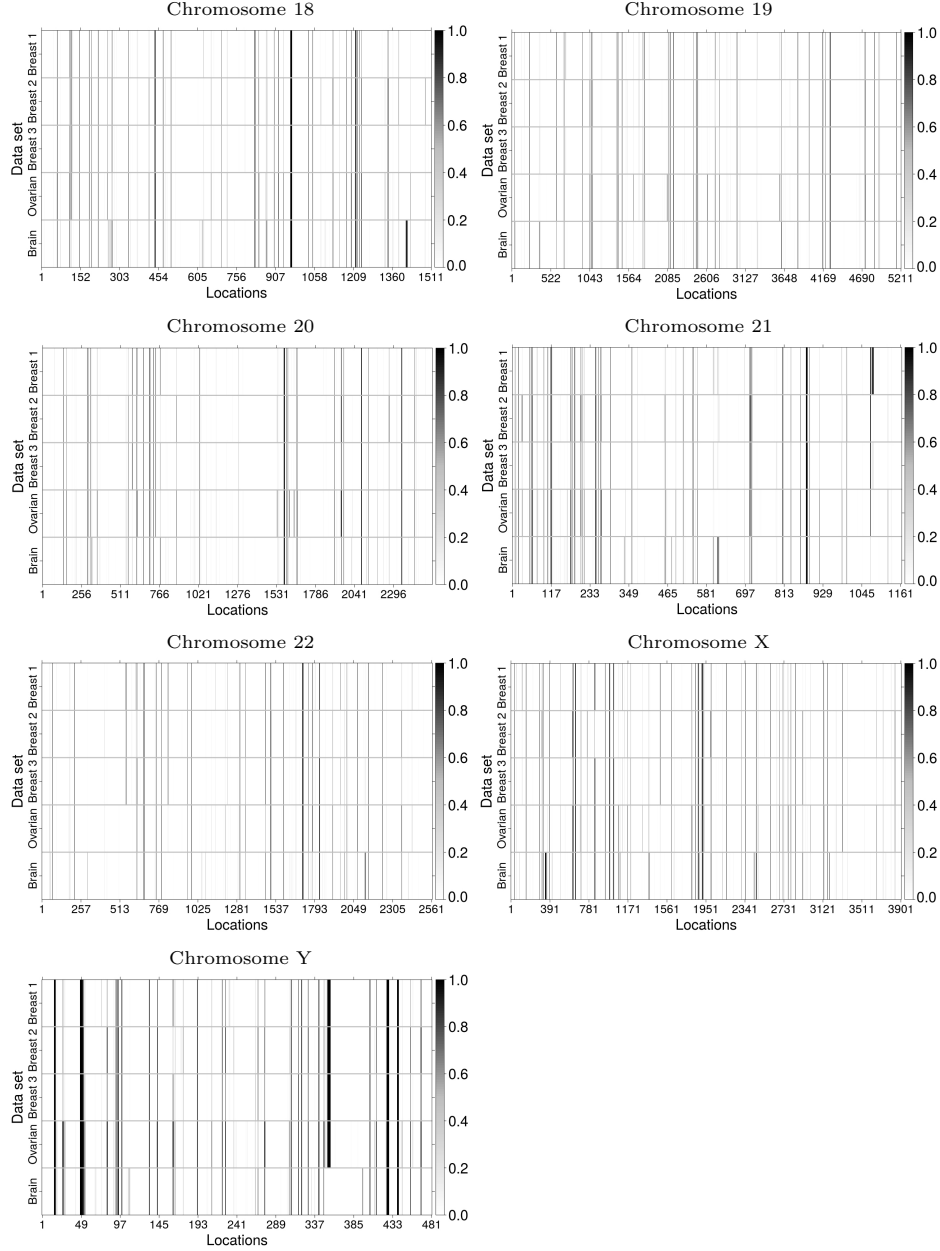 Chromosome 18
Chromosome 19
Data set
Breast 1
Breast 2
Breast 3
Ovarian
Brain
1.0
0.8
0.6
0.4
0.2
0.0
1 152 303 454 605 756 907 1058 1209 1360 1511
Locations
Data set
Breast 1
Breast 2
Breast 3
Ovarian
Brain
1.0
0.8
0.6
0.4
0.2
0.0
1 522 1043 1564 2085 2606 3127 3648 4169 4690 5211
Locations
Chromosome 20
Chromosome 21
Data set
Breast 1
Breast 2
Breast 3
Ovarian
Brain
1.0
0.8
0.6
0.4
0.2
0.0
1 256 511 766 1021 1276 1531 1786 2041 2296
Locations
Data set
Breast 1
Breast 2
Breast 3
Ovarian
Brain
1.0
0.8
0.6
0.4
0.2
0.0
1 117 233 349 465 581 697 813 929 1045 1161
Locations
Chromosome 22
Chromosome X
Data set
Breast 1
Breast 2
Breast 3
Ovarian
Brain
1.0
0.8
0.6
0.4
0.2
0.0
1 257 513 769 1025 1281 1537 1793 2049 2305 2561
Locations
Data set
Breast 1
Breast 2
Breast 3
Ovarian
Brain
1.0
0.8
0.6
0.4
0.2
0.0
1 391 781 1171 1561 1951 2341 2731 3121 3511 3901
Locations
Chromosome Y
Data set
Breast 1
Breast 2
Breast 3
Ovarian
Brain
1.0
0.8
0.6
0.4
0.2
0.0
1 49 97 145 193 241 289 337 385 433 481
Locations